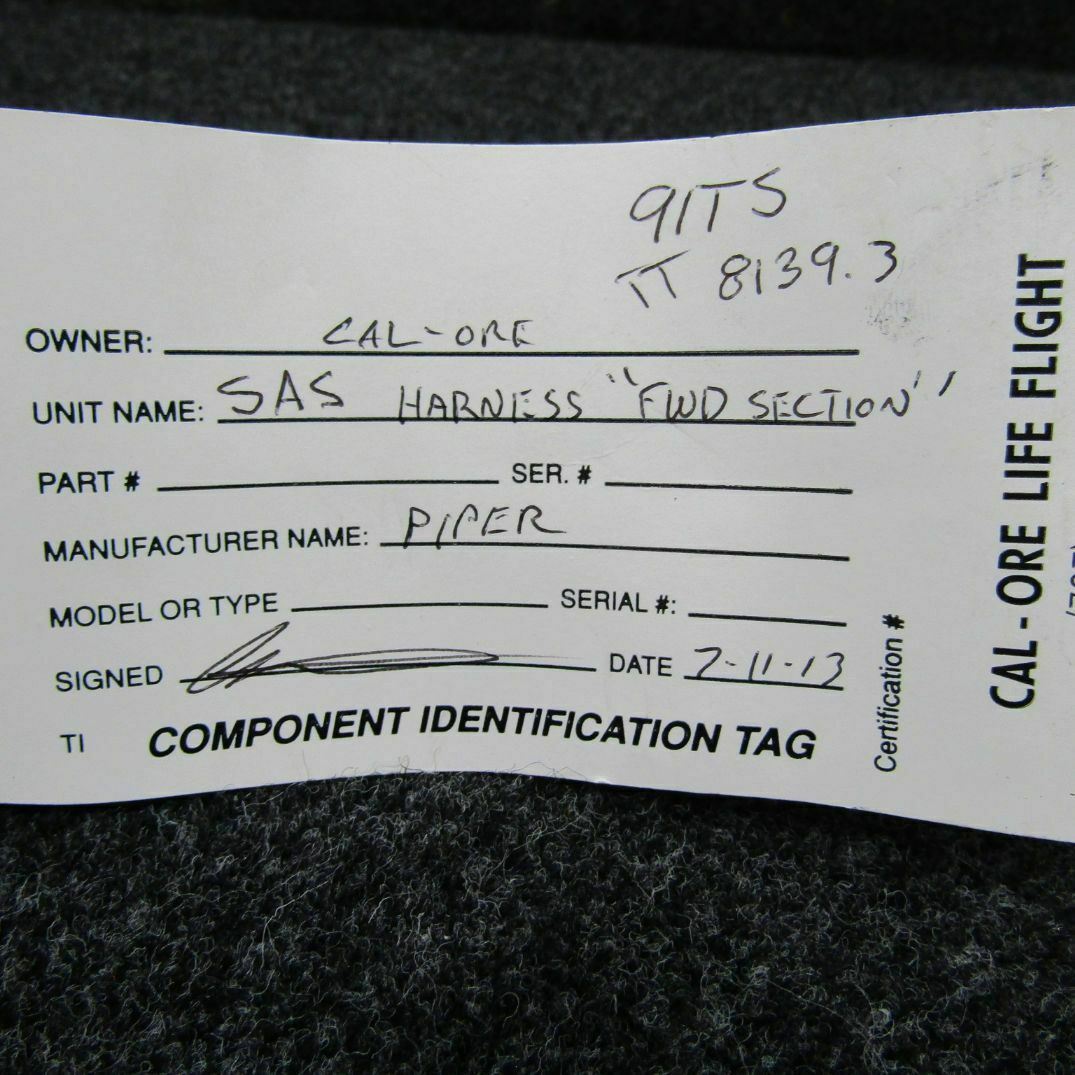 91TS
TT 8139.3
OWNER: CAL-ORE
UNIT NAME: SAS HARNESS "FWD SECTION"
PART # SER. #
MANUFACTURER NAME: PIPER
MODEL OR TYPE SERIAL #:
SIGNED DATE 7-11-13
TI COMPONENT IDENTIFICATION TAG
Certification #
CAL-ORE LIFE FLIGHT